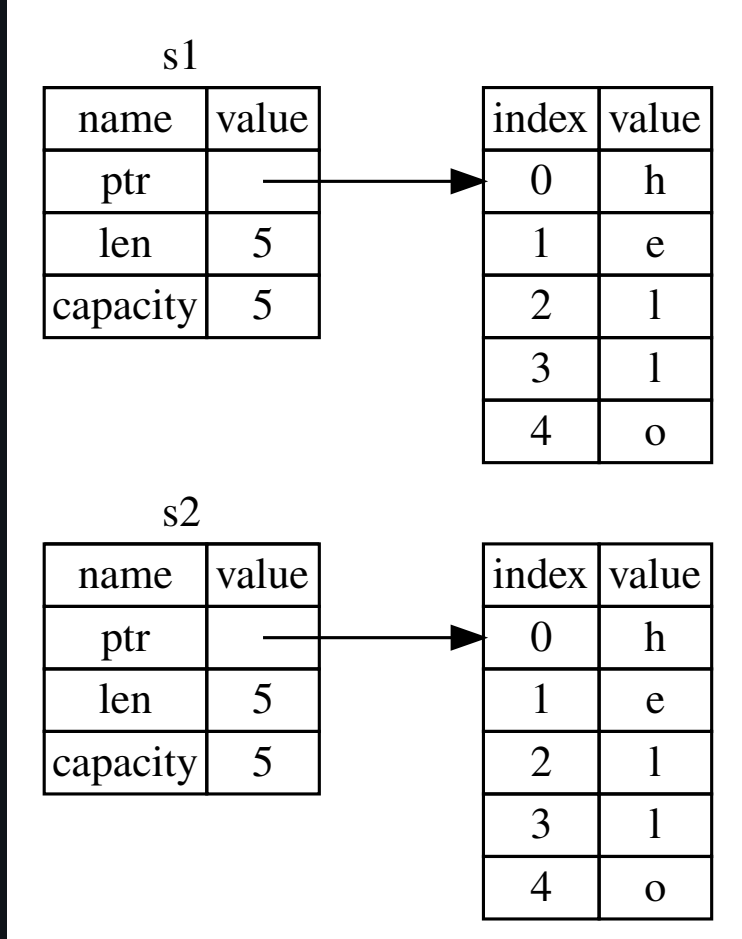 s1
name value
ptr
len 5
capacity 5
index value
0 h
1 e
2 l
3 l
4 o
s2
name value
ptr
len 5
capacity 5
index value
0 h
1 e
2 l
3 l
4 o